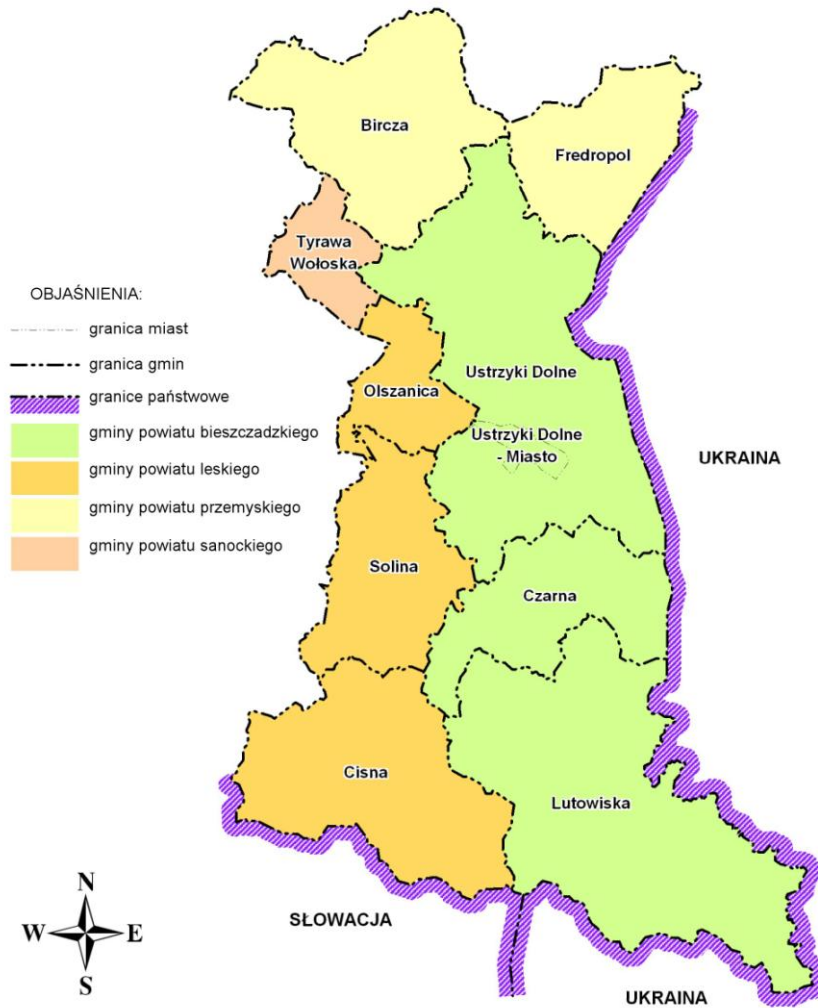 Bircza
Fredropol
Tyrawa
Wołoska
OBJAŚNIENIA:
granica miast
granica gmin
granice państwowe
gminy powiatu bieszczadzkiego
gminy powiatu leskiego
gminy powiatu przemyskiego
gminy powiatu sanockiego
Olszanica
Ustrzyki Dolne
Ustrzyki Dolne
- Miasto
UKRAINA
Solina
Czarna
Cisna
Lutowiska
N
W E
S
SŁOWACJA
UKRAINA